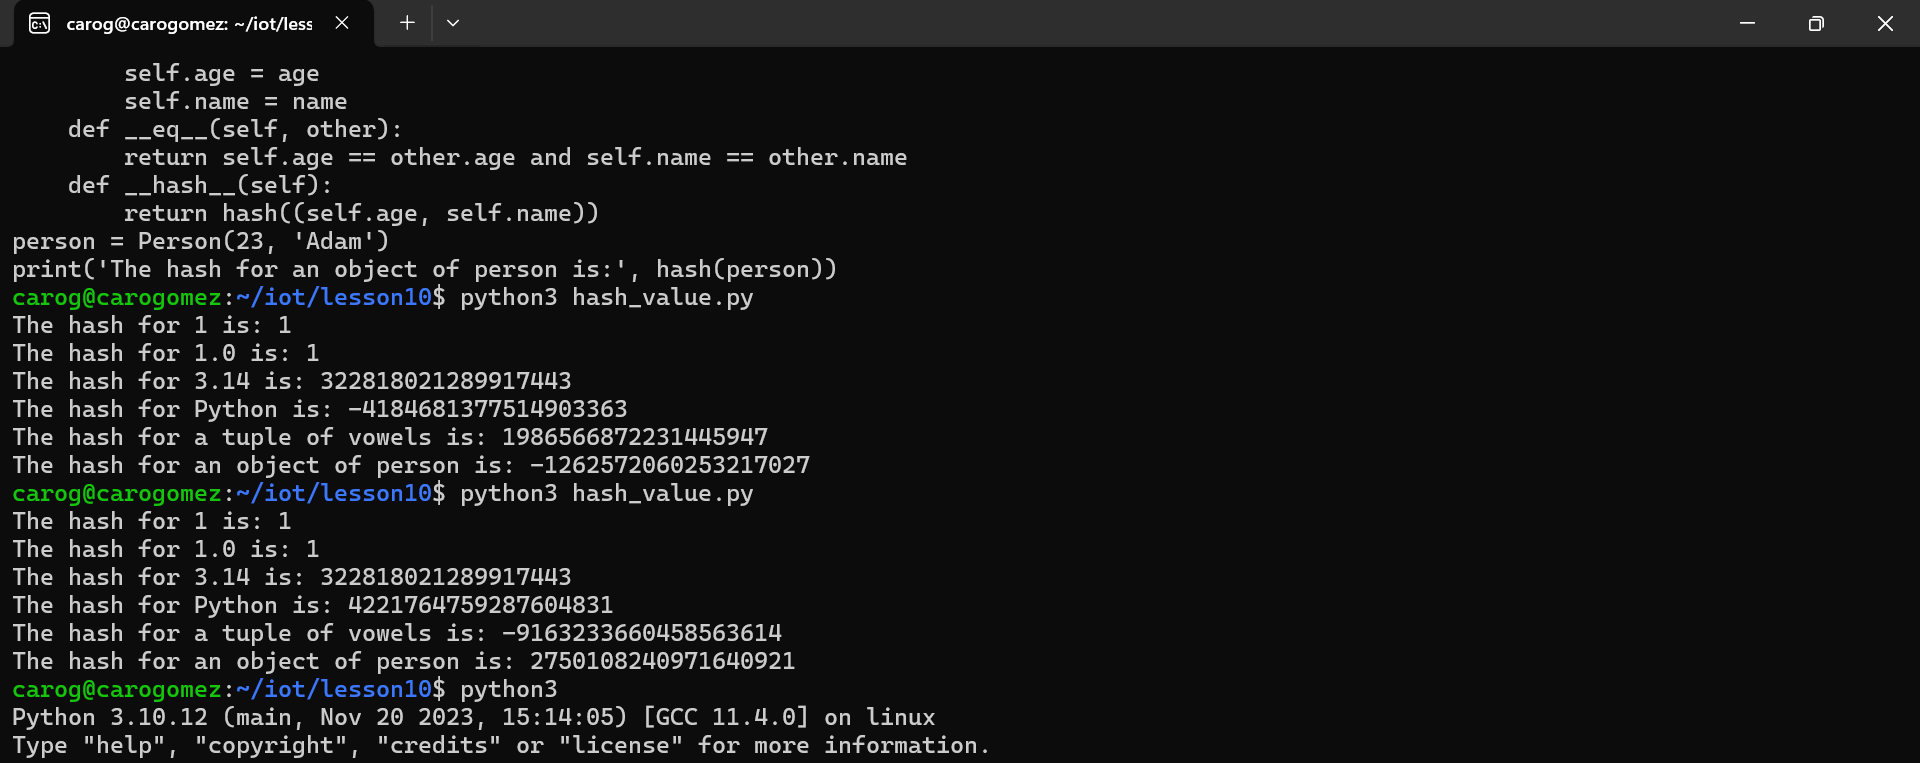 carog@carogomez: ~/iot/less
        self.age = age
        self.name = name
    def __eq__(self, other):
        return self.age == other.age and self.name == other.name
    def __hash__(self):
        return hash((self.age, self.name))
person = Person(23, 'Adam')
print('The hash for an object of person is:', hash(person))
carog@carogomez:~/iot/lesson10$ python3 hash_value.py
The hash for 1 is: 1
The hash for 1.0 is: 1
The hash for 3.14 is: 322818021289917443
The hash for Python is: -4184681377514903363
The hash for a tuple of vowels is: 1986566872231445947
The hash for an object of person is: -1262572060253217027
carog@carogomez:~/iot/lesson10$ python3 hash_value.py
The hash for 1 is: 1
The hash for 1.0 is: 1
The hash for 3.14 is: 322818021289917443
The hash for Python is: 4221764759287604831
The hash for a tuple of vowels is: -9163233660458563614
The hash for an object of person is: 2750108240971640921
carog@carogomez:~/iot/lesson10$ python3
Python 3.10.12 (main, Nov 20 2023, 15:14:05) [GCC 11.4.0] on linux
Type "help", "copyright", "credits" or "license" for more information.